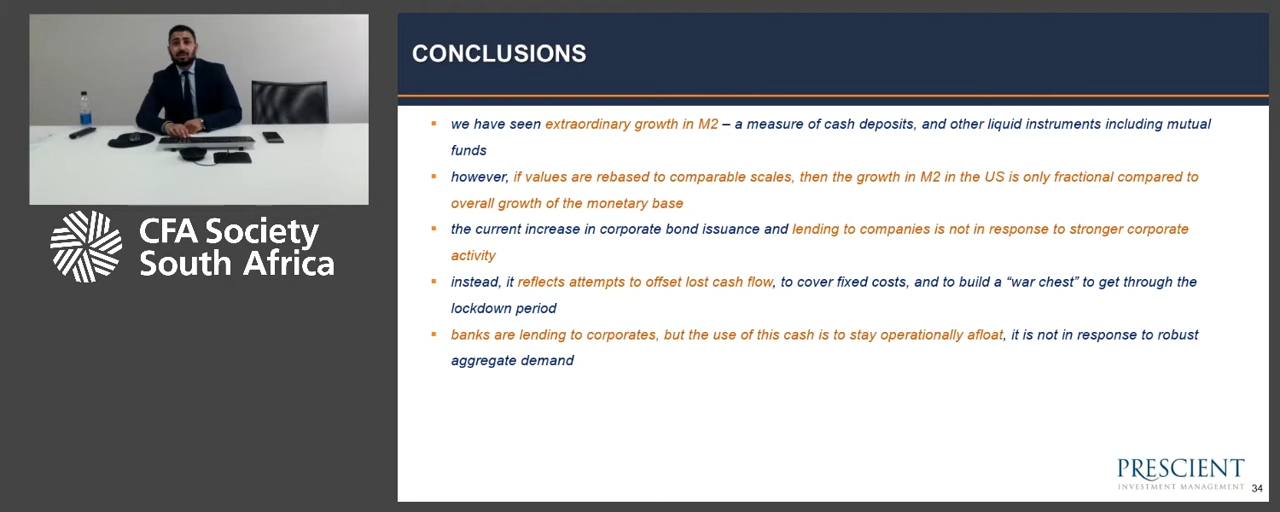 CFA Society
South Africa
CONCLUSIONS
▪ we have seen extraordinary growth in M2 – a measure of cash deposits, and other liquid instruments including mutual
funds
▪ however, if values are rebased to comparable scales, then the growth in M2 in the US is only fractional compared to
overall growth of the monetary base
▪ the current increase in corporate bond issuance and lending to companies is not in response to stronger corporate
activity
▪ instead, it reflects attempts to offset lost cash flow, to cover fixed costs, and to build a “war chest” to get through the
lockdown period
▪ banks are lending to corporates, but the use of this cash is to stay operationally afloat, it is not in response to robust
aggregate demand
PRESCIENT
INVESTMENT MANAGEMENT
34